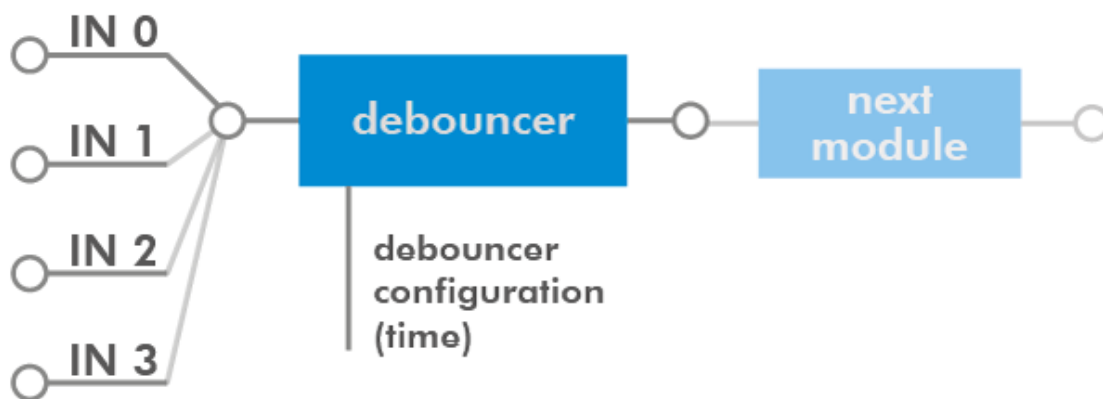 IN 0
IN 1
IN 2
IN 3
debouncer
debouncer
configuration
(time)
next
module